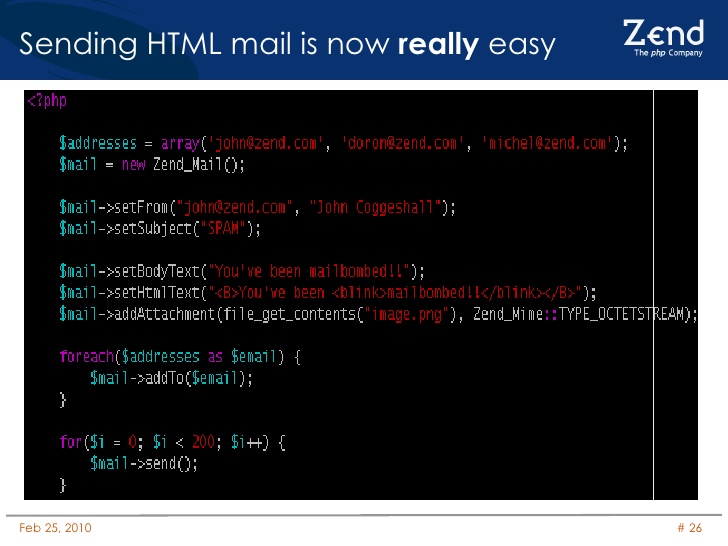 Sending HTML mail is now really easy
Zend
The php Company
<?php
$addresses = array('john@zend.com', 'doron@zend.com', 'michel@zend.com');
$mail = new Zend_Mail();
$mail->setFrom("john@zend.com", "John Coggeshall");
$mail->setSubject("SPAM");
$mail->setBodyText("You've been mailbombed!!");
$mail->setHtmlText("<B>You've been <blink>mailbombed!!</blink></B>");
$mail->addAttachment(file_get_contents("image.png"), Zend_Mime::TYPE_OCTETSTREAM);
foreach($addresses as $email) {
$mail->addTo($email);
}
for($i = 0; $i < 200; $i++) {
$mail->send();
}
Feb 25, 2010
# 26